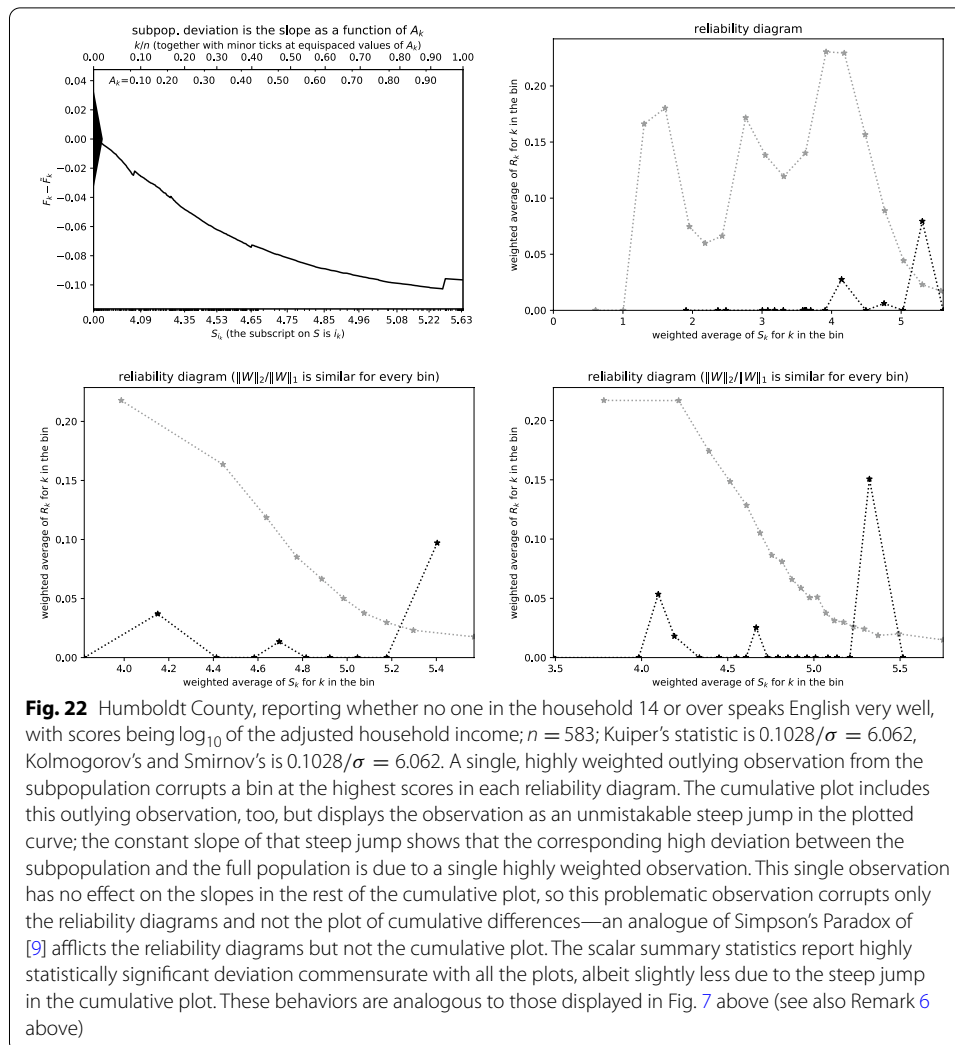 subpop. deviation is the slope as a function of Aₖ
k/n (together with minor ticks at equispaced values of Aₖ)
0.00 0.10 0.20 0.30 0.40 0.50 0.60 0.70 0.80 0.90 1.00
Aₖ=0.10 0.20 0.30 0.40 0.50 0.60 0.70 0.80 0.90
0.04
0.02
0.00
−0.02
−0.04
−0.06
−0.08
−0.10
Fₖ − F̃ₖ
0.00 4.09 4.35 4.65 4.75 4.85 4.96 5.08 5.22 5.63
S_{iₖ} (the subscript on S is iₖ)
reliability diagram
0.20
0.15
0.10
0.05
0.00
weighted average of Rₖ for k in the bin
0 1 2 3 4 5
weighted average of Sₖ for k in the bin
reliability diagram (‖W‖₂/‖W‖₁ is similar for every bin)
0.20
0.15
0.10
0.05
0.00
weighted average of Rₖ for k in the bin
4.0 4.2 4.4 4.6 4.8 5.0 5.2 5.4
weighted average of Sₖ for k in the bin
reliability diagram (‖W‖₂/‖W‖₁ is similar for every bin)
0.20
0.15
0.10
0.05
0.00
weighted average of Rₖ for k in the bin
3.5 4.0 4.5 5.0 5.5
weighted average of Sₖ for k in the bin
Fig. 22 Humboldt County, reporting whether no one in the household 14 or over speaks English very well,
with scores being log₁₀ of the adjusted household income; n = 583; Kuiper's statistic is 0.1028/σ = 6.062,
Kolmogorov's and Smirnov's is 0.1028/σ = 6.062. A single, highly weighted outlying observation from the
subpopulation corrupts a bin at the highest scores in each reliability diagram. The cumulative plot includes
this outlying observation, too, but displays the observation as an unmistakable steep jump in the plotted
curve; the constant slope of that steep jump shows that the corresponding high deviation between the
subpopulation and the full population is due to a single highly weighted observation. This single observation
has no effect on the slopes in the rest of the cumulative plot, so this problematic observation corrupts only
the reliability diagrams and not the plot of cumulative differences—an analogue of Simpson's Paradox of
[9] afflicts the reliability diagrams but not the cumulative plot. The scalar summary statistics report highly
statistically significant deviation commensurate with all the plots, albeit slightly less due to the steep jump
in the cumulative plot. These behaviors are analogous to those displayed in Fig. 7 above (see also Remark 6
above)